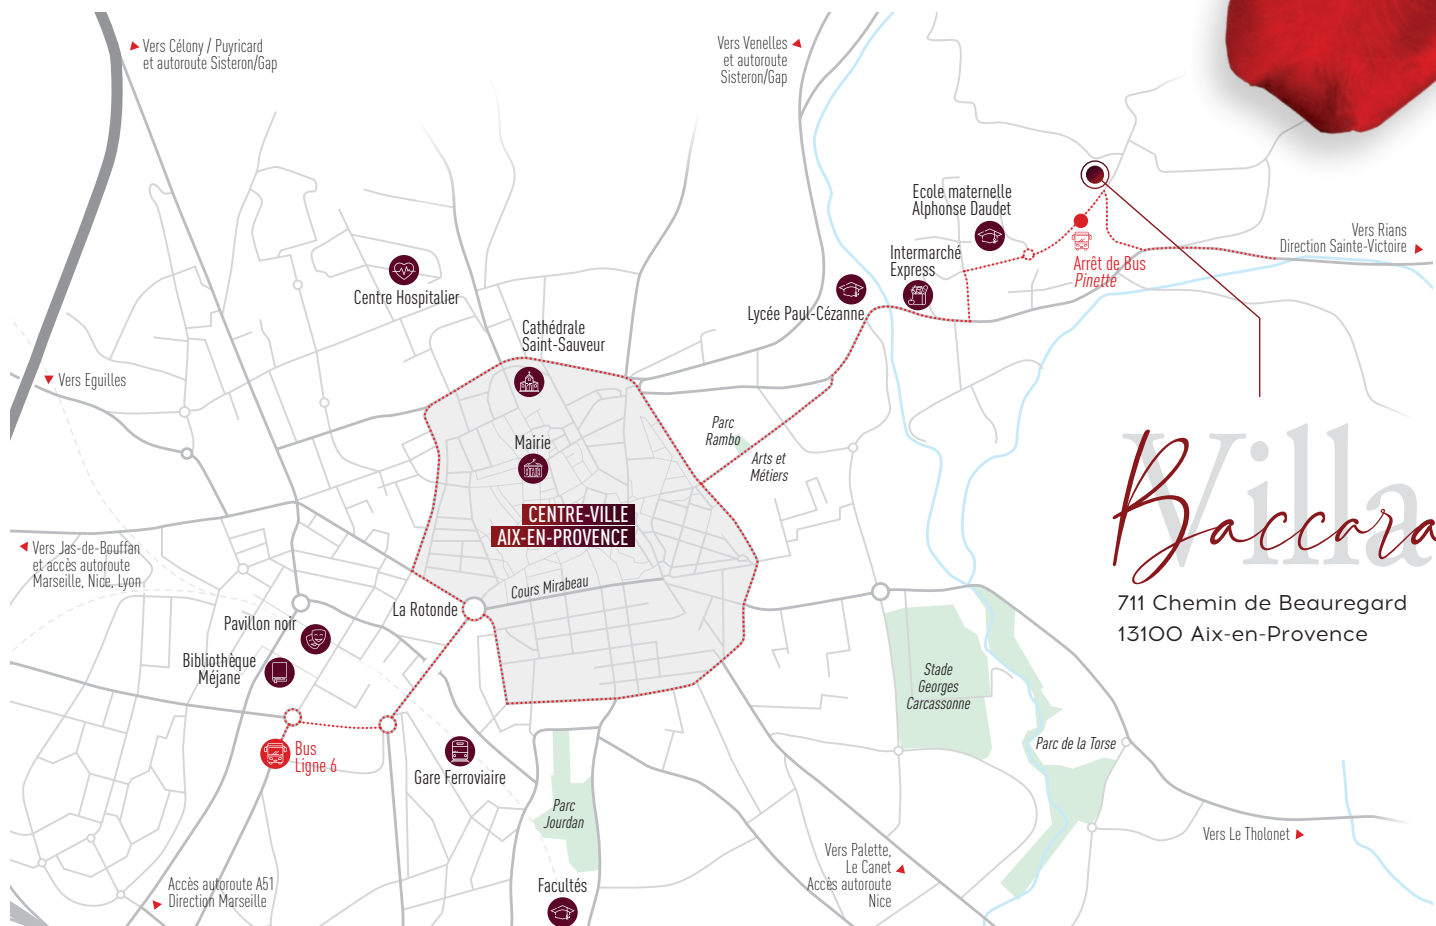 Vers Célony / Puyricard
et autoroute Sisteron/Gap
Vers Venelles
et autoroute
Sisteron/Gap
Ecole maternelle
Alphonse Daudet
Vers Rians
Direction Sainte-Victoire
Intermarché
Express
Arrêt de Bus
Pinette
Centre Hospitalier
Lycée Paul-Cézanne
Cathédrale
Saint-Sauveur
Vers Eguilles
Parc
Rambo
Mairie
Arts et
Métiers
Villa
Baccara
CENTRE-VILLE
AIX-EN-PROVENCE
Vers Jas-de-Bouffan
et accès autoroute
Marseille, Nice, Lyon
Cours Mirabeau
La Rotonde
711 Chemin de Beauregard
13100 Aix-en-Provence
Pavillon noir
Bibliothèque
Méjane
Stade
Georges
Carcassonne
Parc de la Torse
Bus
Ligne 6
Gare Ferroviaire
Parc
Jourdan
Vers Le Tholonet
Vers Palette,
Le Canet
Accès autoroute
Nice
Accès autoroute A51
Direction Marseille
Facultés